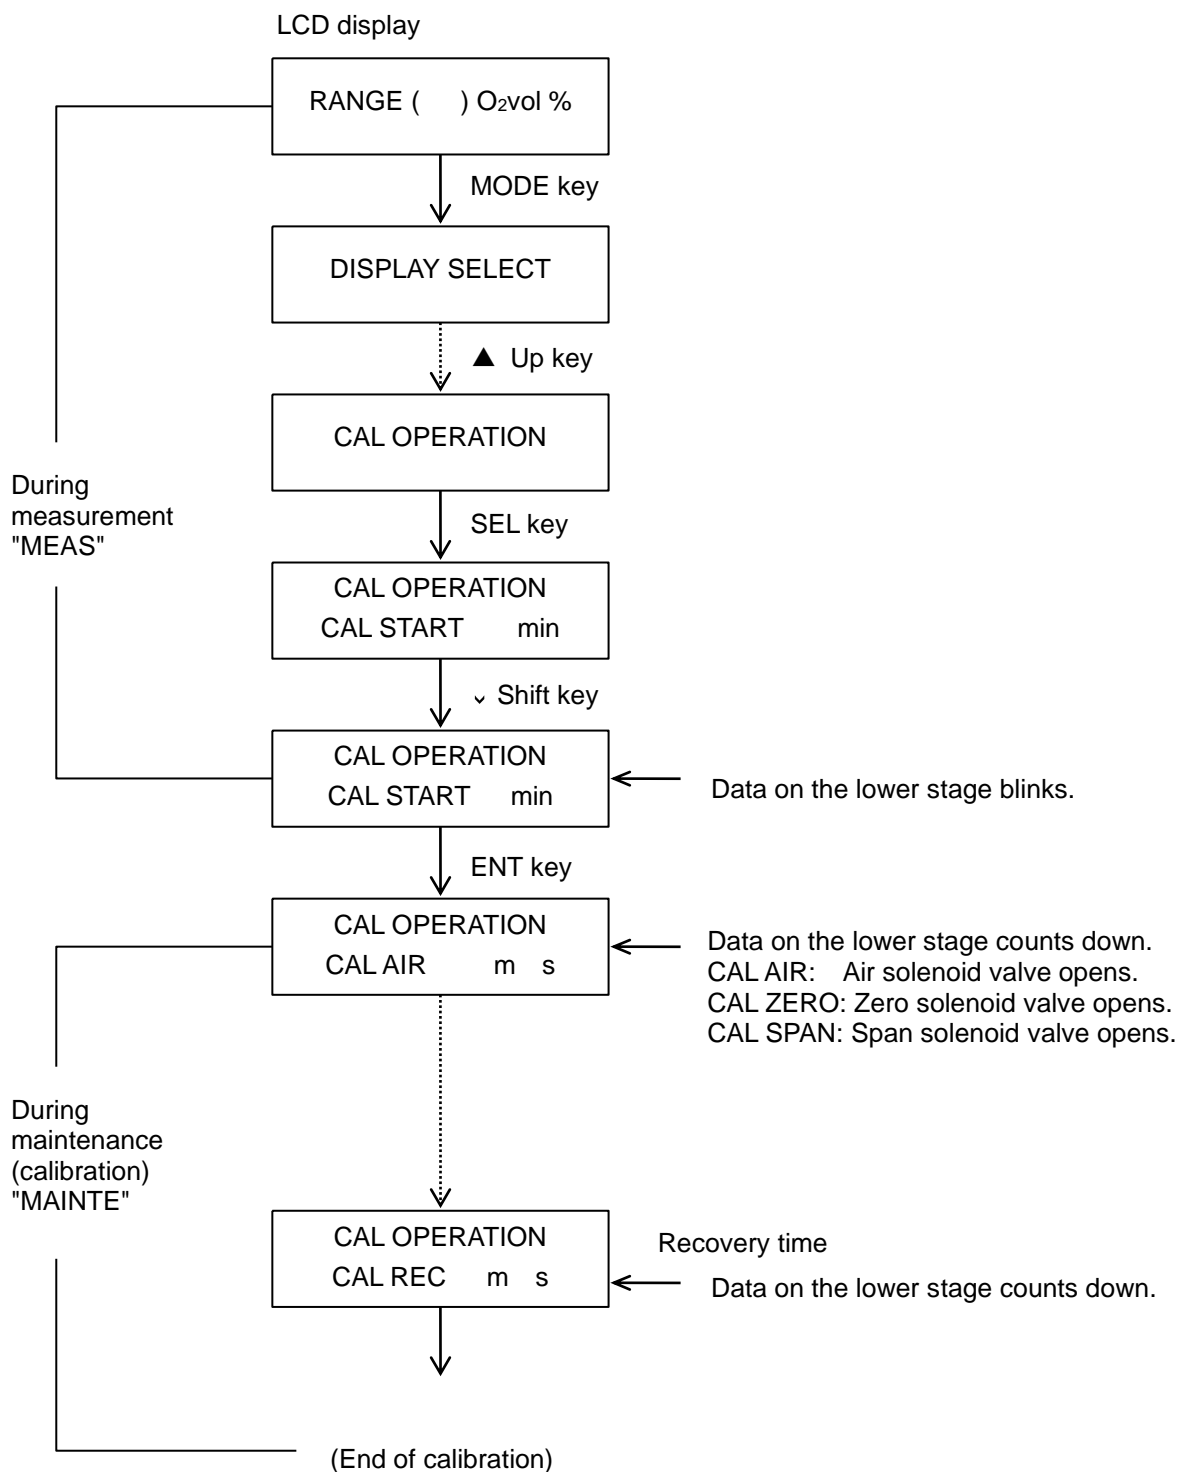 LCD display
RANGE (    ) O₂vol %
MODE key
DISPLAY SELECT
▲ Up key
CAL OPERATION
During
measurement
"MEAS"
SEL key
CAL OPERATION
CAL START    min
⌄ Shift key
CAL OPERATION
CAL START    min
Data on the lower stage blinks.
ENT key
CAL OPERATION
CAL AIR    m  s
Data on the lower stage counts down.
CAL AIR:   Air solenoid valve opens.
CAL ZERO: Zero solenoid valve opens.
CAL SPAN: Span solenoid valve opens.
During
maintenance
(calibration)
"MAINTE"
CAL OPERATION
CAL REC    m  s
Recovery time
Data on the lower stage counts down.
(End of calibration)